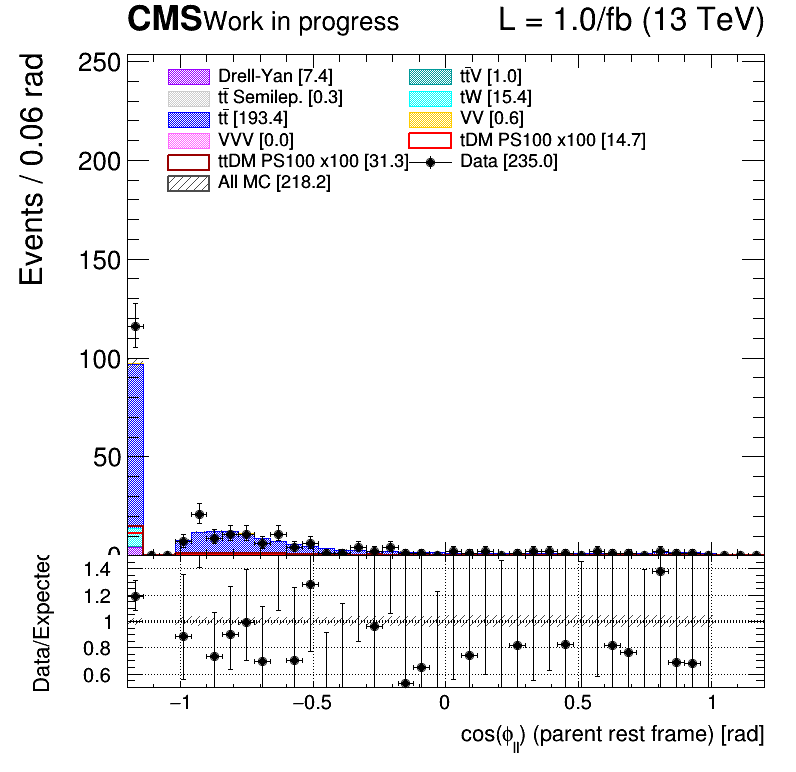 CMS Work in progress L = 1.0/fb (13 TeV)
Events / 0.06 rad
250
200
150
100
50
0
Drell-Yan [7.4]
tt̄V [1.0]
tt̄ Semilep. [0.3]
tW [15.4]
tt̄ [193.4]
VV [0.6]
VVV [0.0]
tDM PS100 x100 [14.7]
ttDM PS100 x100 [31.3]
Data [235.0]
All MC [218.2]
Data/Expected
1.4
1.2
1
0.8
0.6
−1 −0.5 0 0.5 1
cos(ϕ_ll) (parent rest frame) [rad]